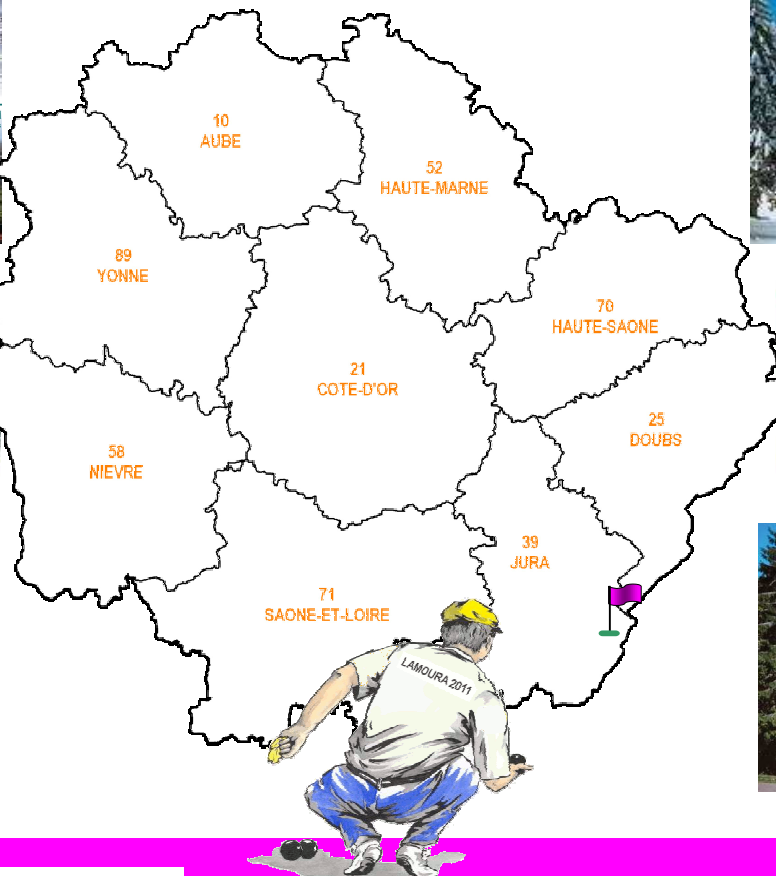 10
AUBE
52
HAUTE-MARNE
89
YONNE
70
HAUTE-SAONE
21
COTE-D'OR
25
DOUBS
58
NIEVRE
39
JURA
71
SAONE-ET-LOIRE
LAMOURA 2011